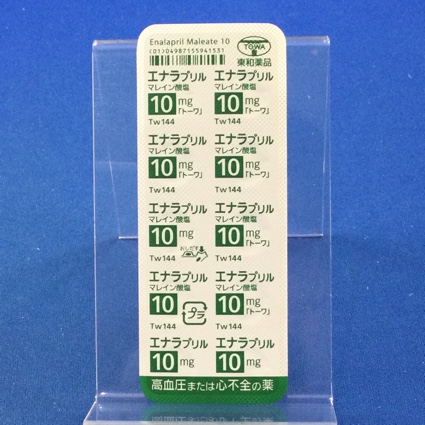 Enalapril Maleate 10
(01)04987155941531
TOWA
東和薬品
エナラプリル エナラプリル
マレイン酸塩 マレイン酸塩
10 mg 「トーワ」 10 mg 「トーワ」
Tw144
エナラプリル エナラプリル
マレイン酸塩 マレイン酸塩
10 mg 「トーワ」 10 mg 「トーワ」
Tw144 Tw144
エナラプリル エナラプリル
マレイン酸塩 マレイン酸塩
10 mg 10 mg 「トーワ」
おしだす
Tw144 Tw144
エナラプリル エナラプリル
マレイン酸塩 マレイン酸塩
10 プラ 10 mg 「トーワ」
Tw144 Tw144
エナラプリル エナラプリル
10 mg 10 mg
高血圧または心不全の薬